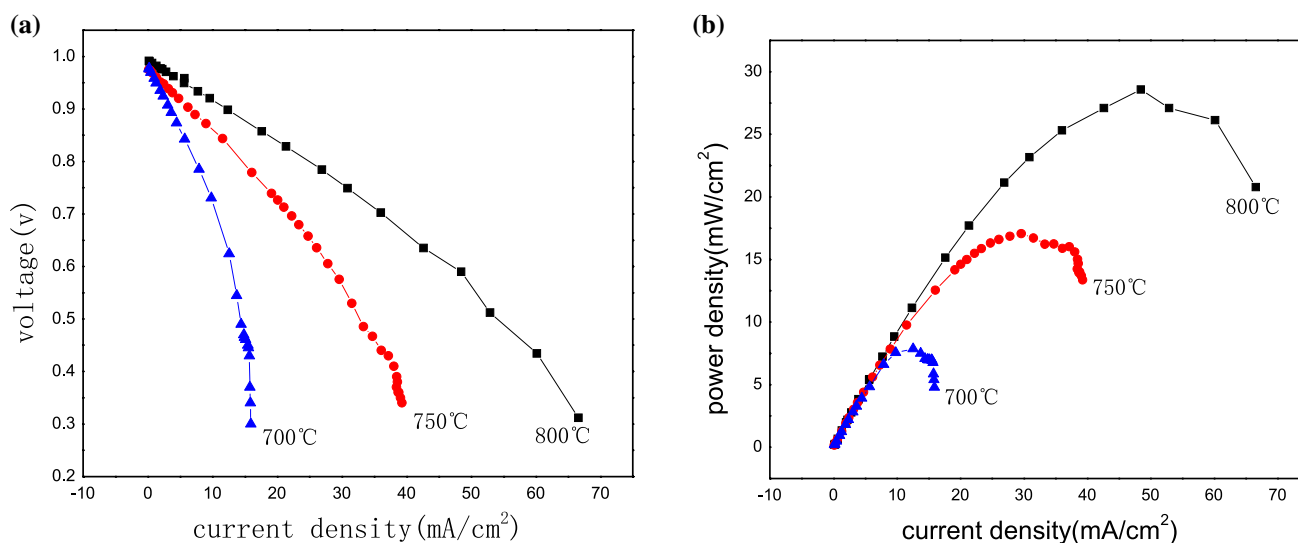 (a)
1.0
0.9
0.8
0.7
0.6
0.5
0.4
0.3
0.2
-10 0 10 20 30 40 50 60 70
voltage(v)
current density(mA/cm²)
700℃
750℃
800℃
(b)
30
25
20
15
10
5
0
-10 0 10 20 30 40 50 60 70
power density(mW/cm²)
current density(mA/cm²)
800℃
750℃
700℃